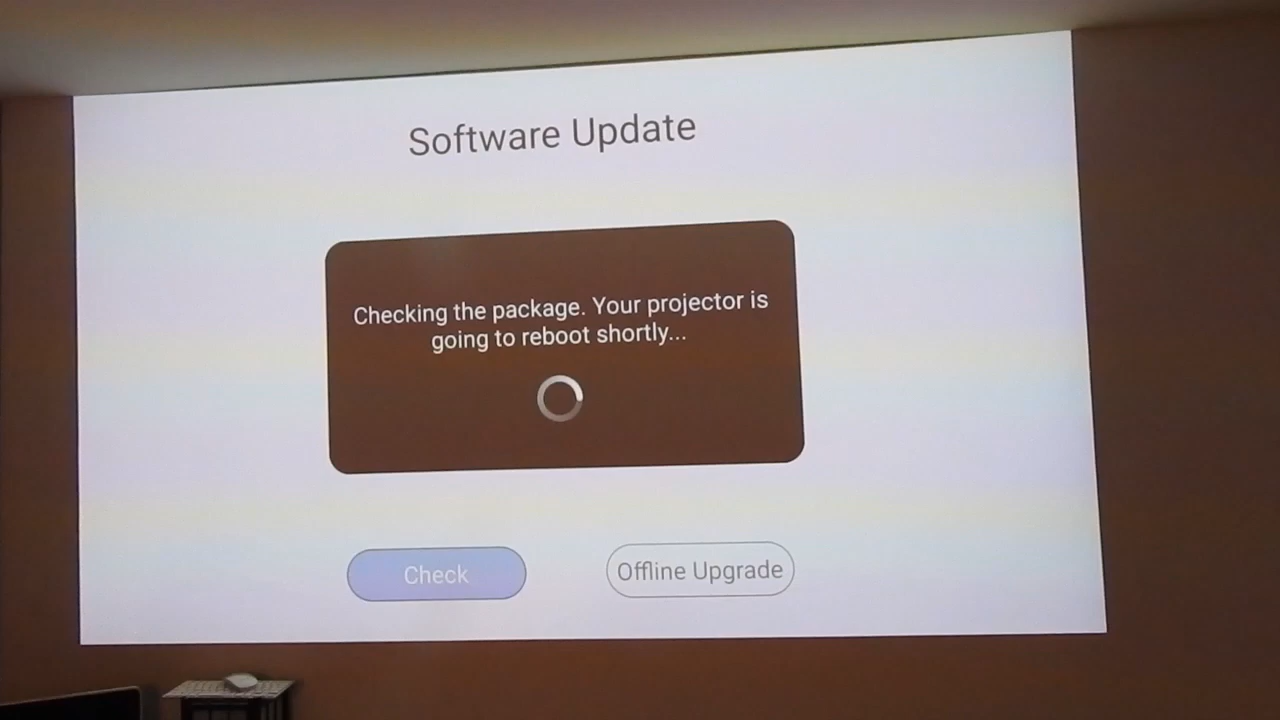 Software Update
Checking the package. Your projector is
going to reboot shortly...
Check
Offline Upgrade